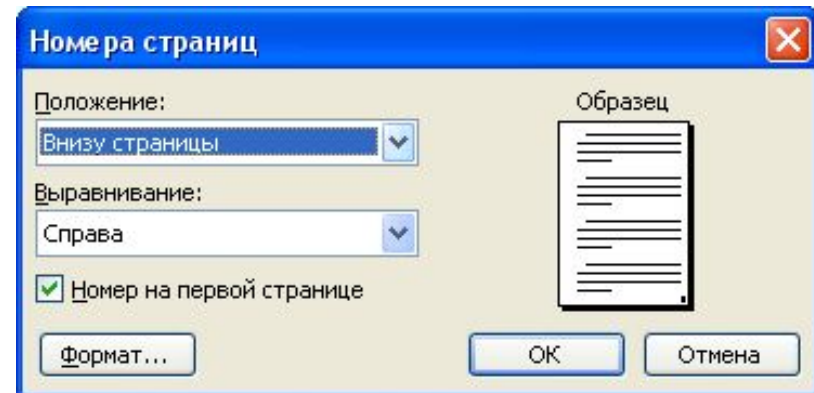 Номера страниц
Положение:
Внизу страницы
Выравнивание:
Справа
Номер на первой странице
Образец
Формат...
ОК
Отмена